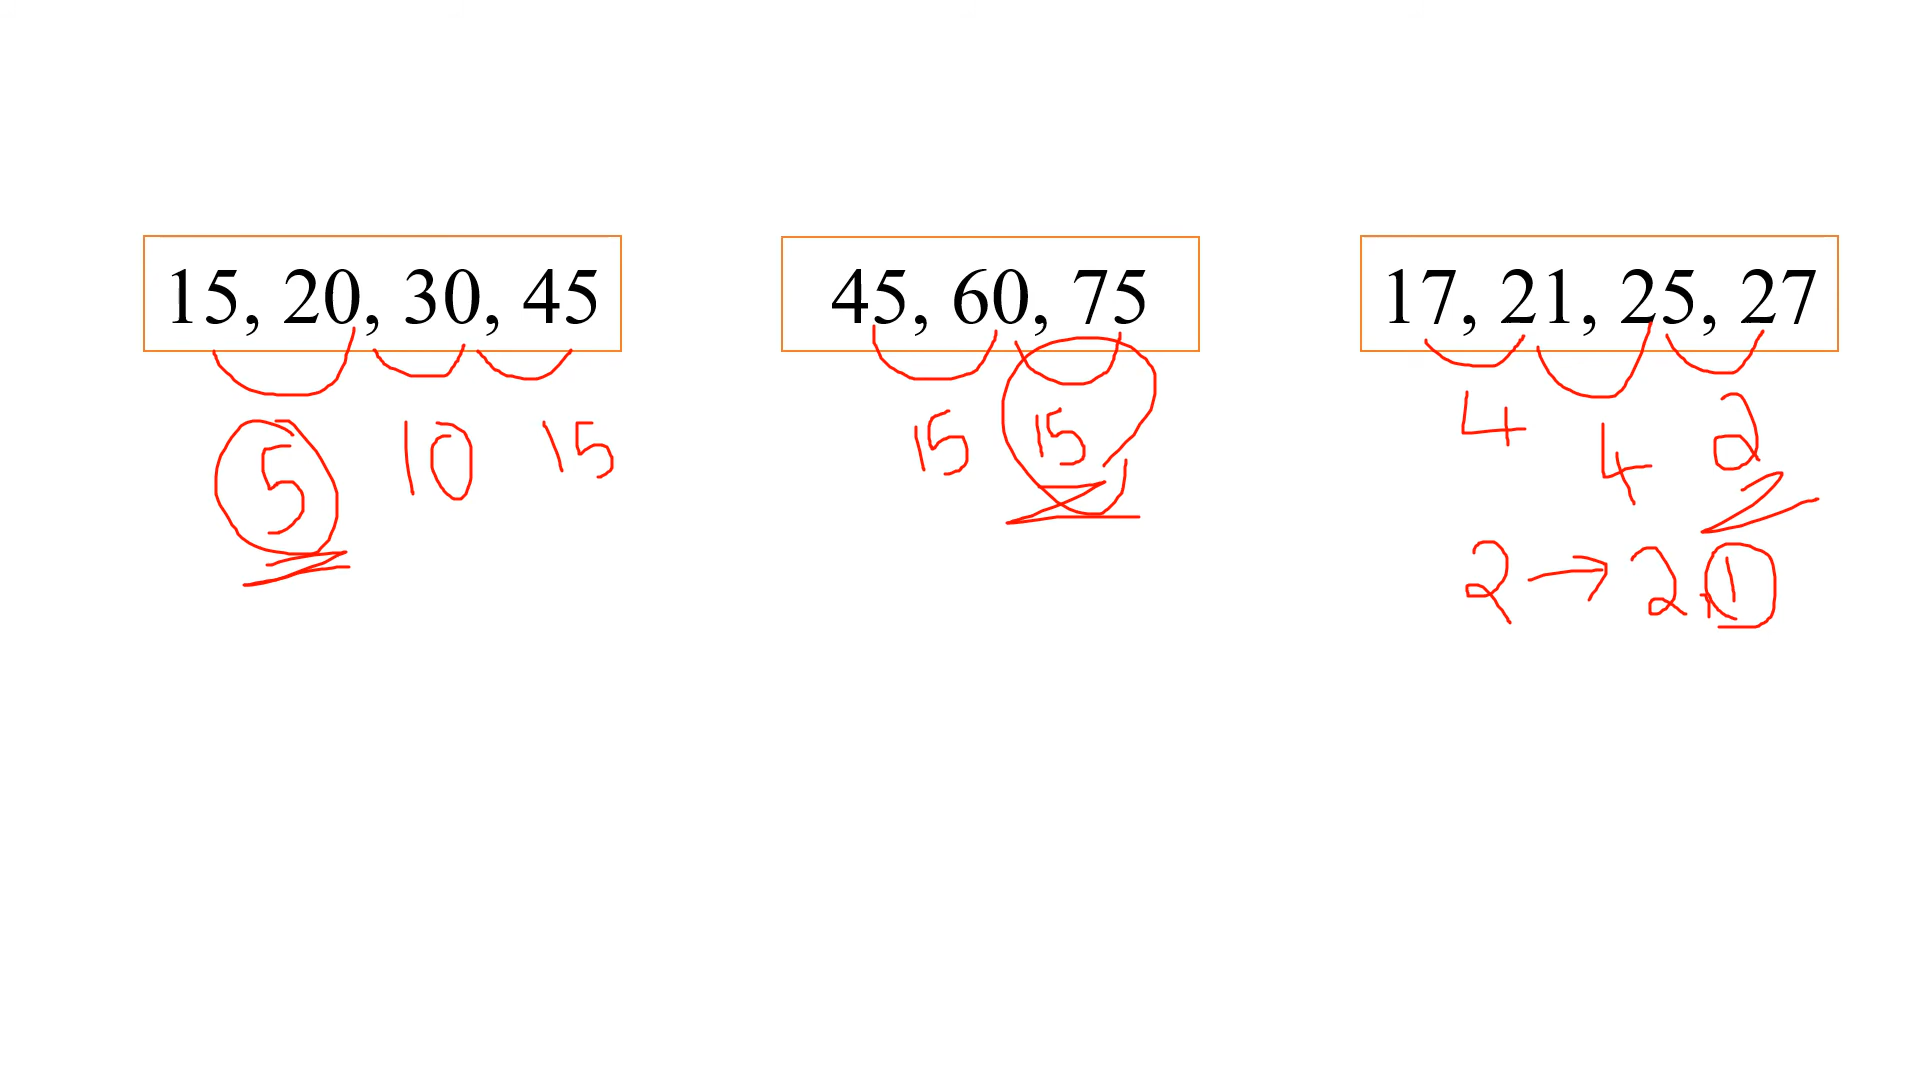 15, 20, 30, 45
45, 60, 75
17, 21, 25, 27
5 10 15
15 15
4 4 2
2 → 2.1